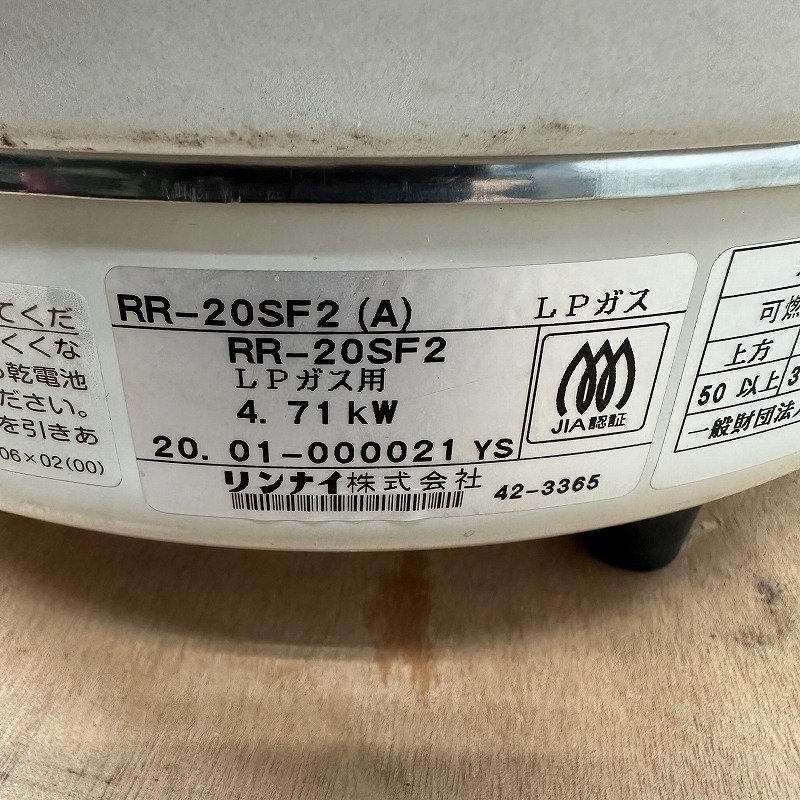 てくだ
くくな
乾電池
ださい。
を引きあ
06×02(00)
RR-20SF2 (A) LPガス
RR-20SF2
LPガス用
4. 71kW
20. 01-000021 YS
JIA認証
リンナイ株式会社
42-3365
可燃
上方
50 以上 3
一般財団法人